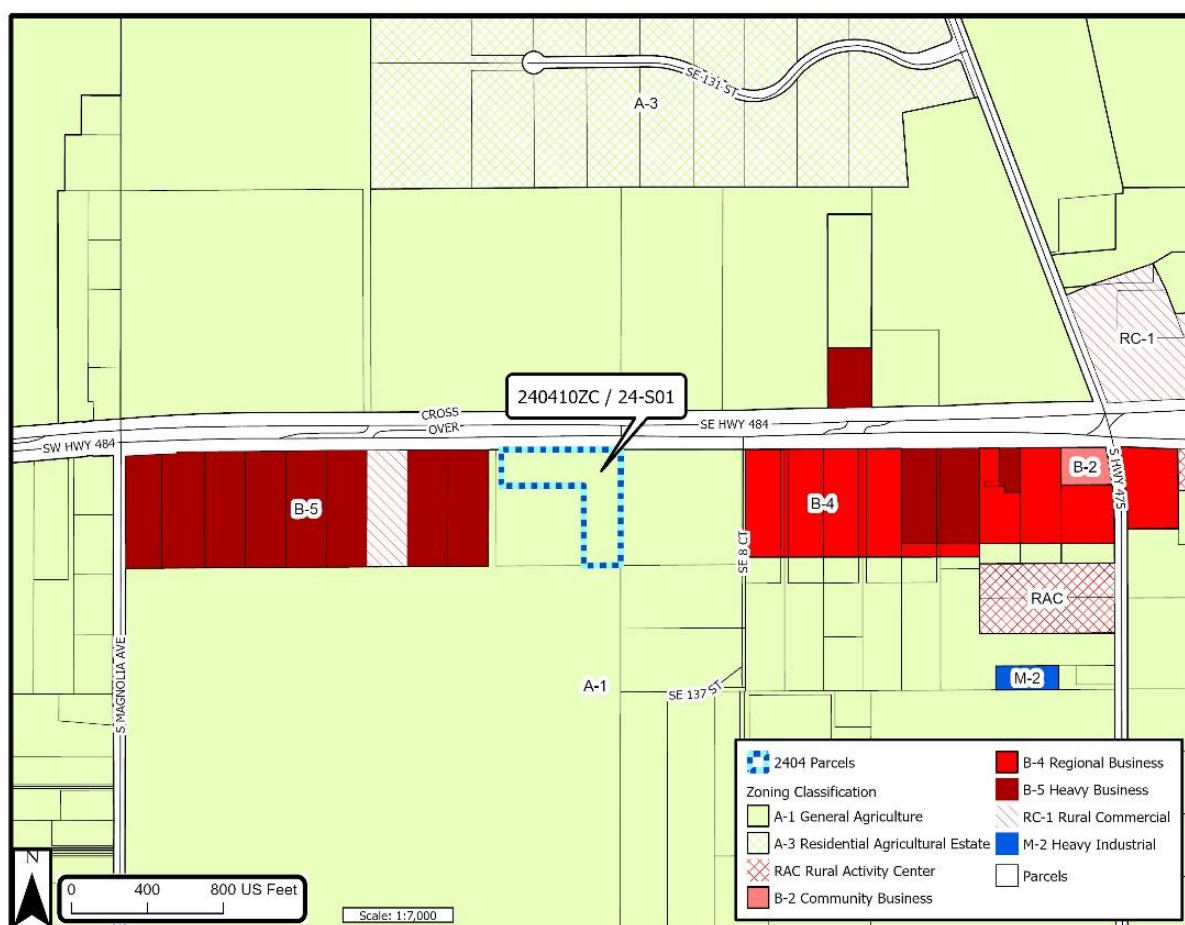 SE 131 ST
A-3
RC-1
240410ZC / 24-S01
CROSS
OVER
SW HWY 484
SE HWY 484
B-5
B-4
B-2
S HWY 475
SE 8 CT
RAC
S MAGNOLIA AVE
A-1
SE 137 ST
M-2
2404 Parcels
Zoning Classification
A-1 General Agriculture
A-3 Residential Agricultural Estate
RAC Rural Activity Center
B-2 Community Business
B-4 Regional Business
B-5 Heavy Business
RC-1 Rural Commercial
M-2 Heavy Industrial
Parcels
N
0 400 800 US Feet
Scale: 1:7,000